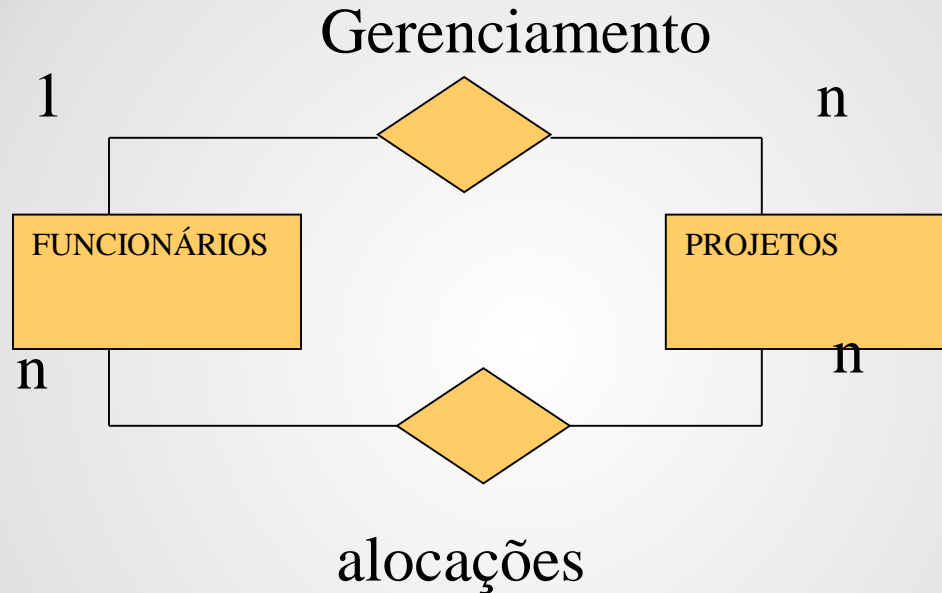 Gerenciamento
1
n
FUNCIONÁRIOS
PROJETOS
n
n
alocações